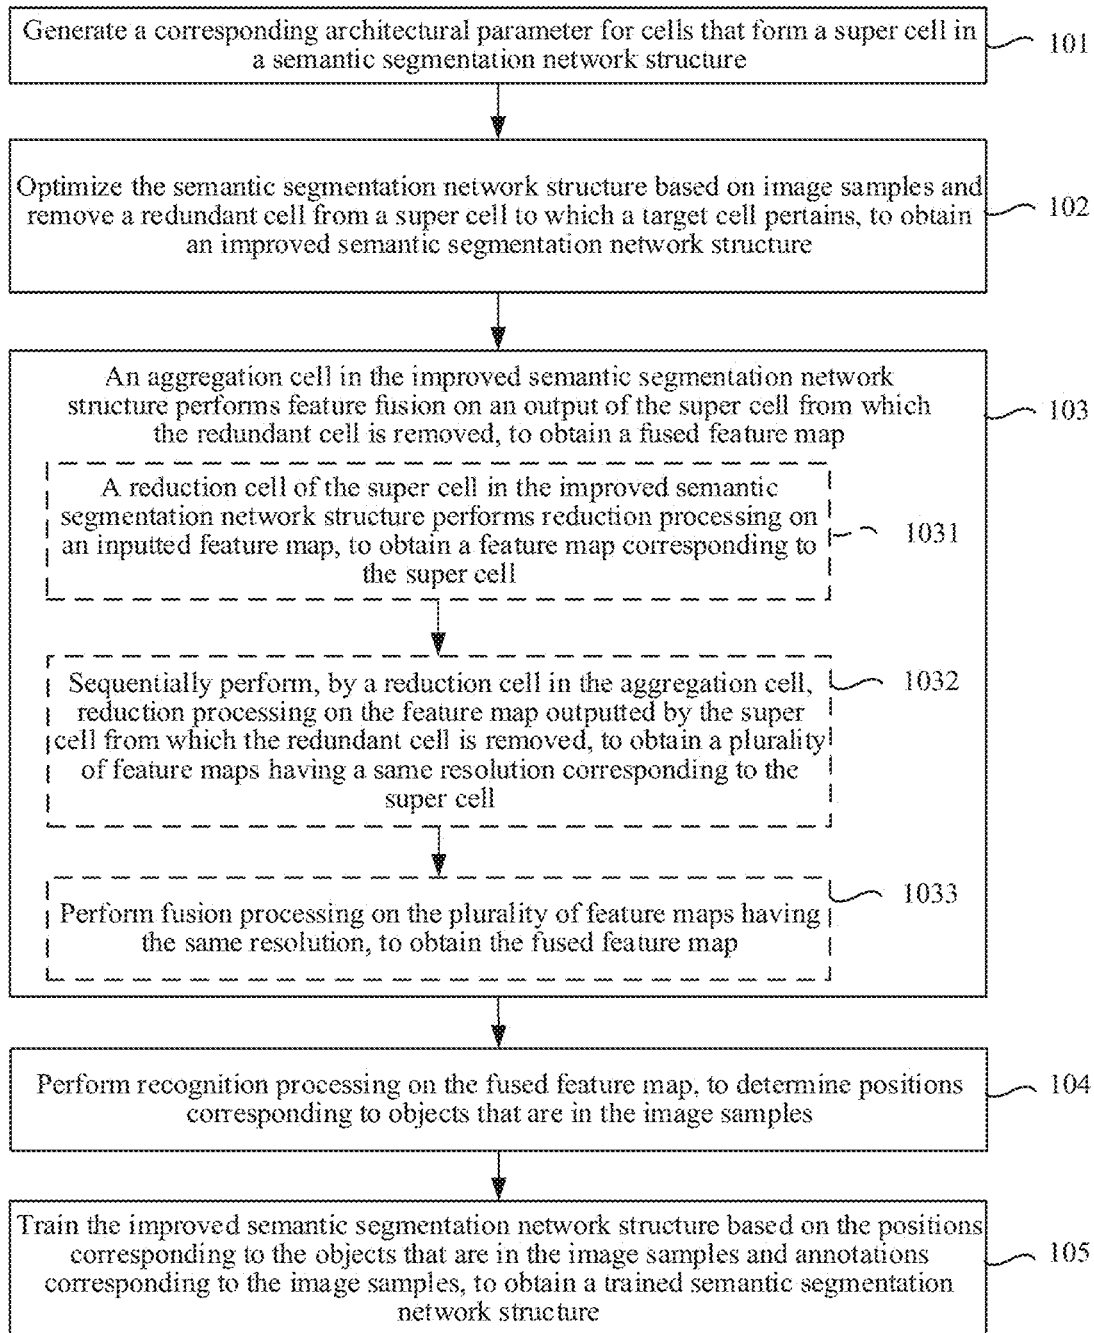 Generate a corresponding architectural parameter for cells that form a super cell in
a semantic segmentation network structure
101
Optimize the semantic segmentation network structure based on image samples and
remove a redundant cell from a super cell to which a target cell pertains, to obtain
an improved semantic segmentation network structure
102
An aggregation cell in the improved semantic segmentation network
structure performs feature fusion on an output of the super cell from which
the redundant cell is removed, to obtain a fused feature map
103
A reduction cell of the super cell in the improved semantic
segmentation network structure performs reduction processing on
an inputted feature map, to obtain a feature map corresponding to
the super cell
1031
Sequentially perform, by a reduction cell in the aggregation cell,
reduction processing on the feature map outputted by the super
cell from which the redundant cell is removed, to obtain a plurality
of feature maps having a same resolution corresponding to the
super cell
1032
Perform fusion processing on the plurality of feature maps having
the same resolution, to obtain the fused feature map
1033
Perform recognition processing on the fused feature map, to determine positions
corresponding to objects that are in the image samples
104
Train the improved semantic segmentation network structure based on the positions
corresponding to the objects that are in the image samples and annotations
corresponding to the image samples, to obtain a trained semantic segmentation
network structure
105